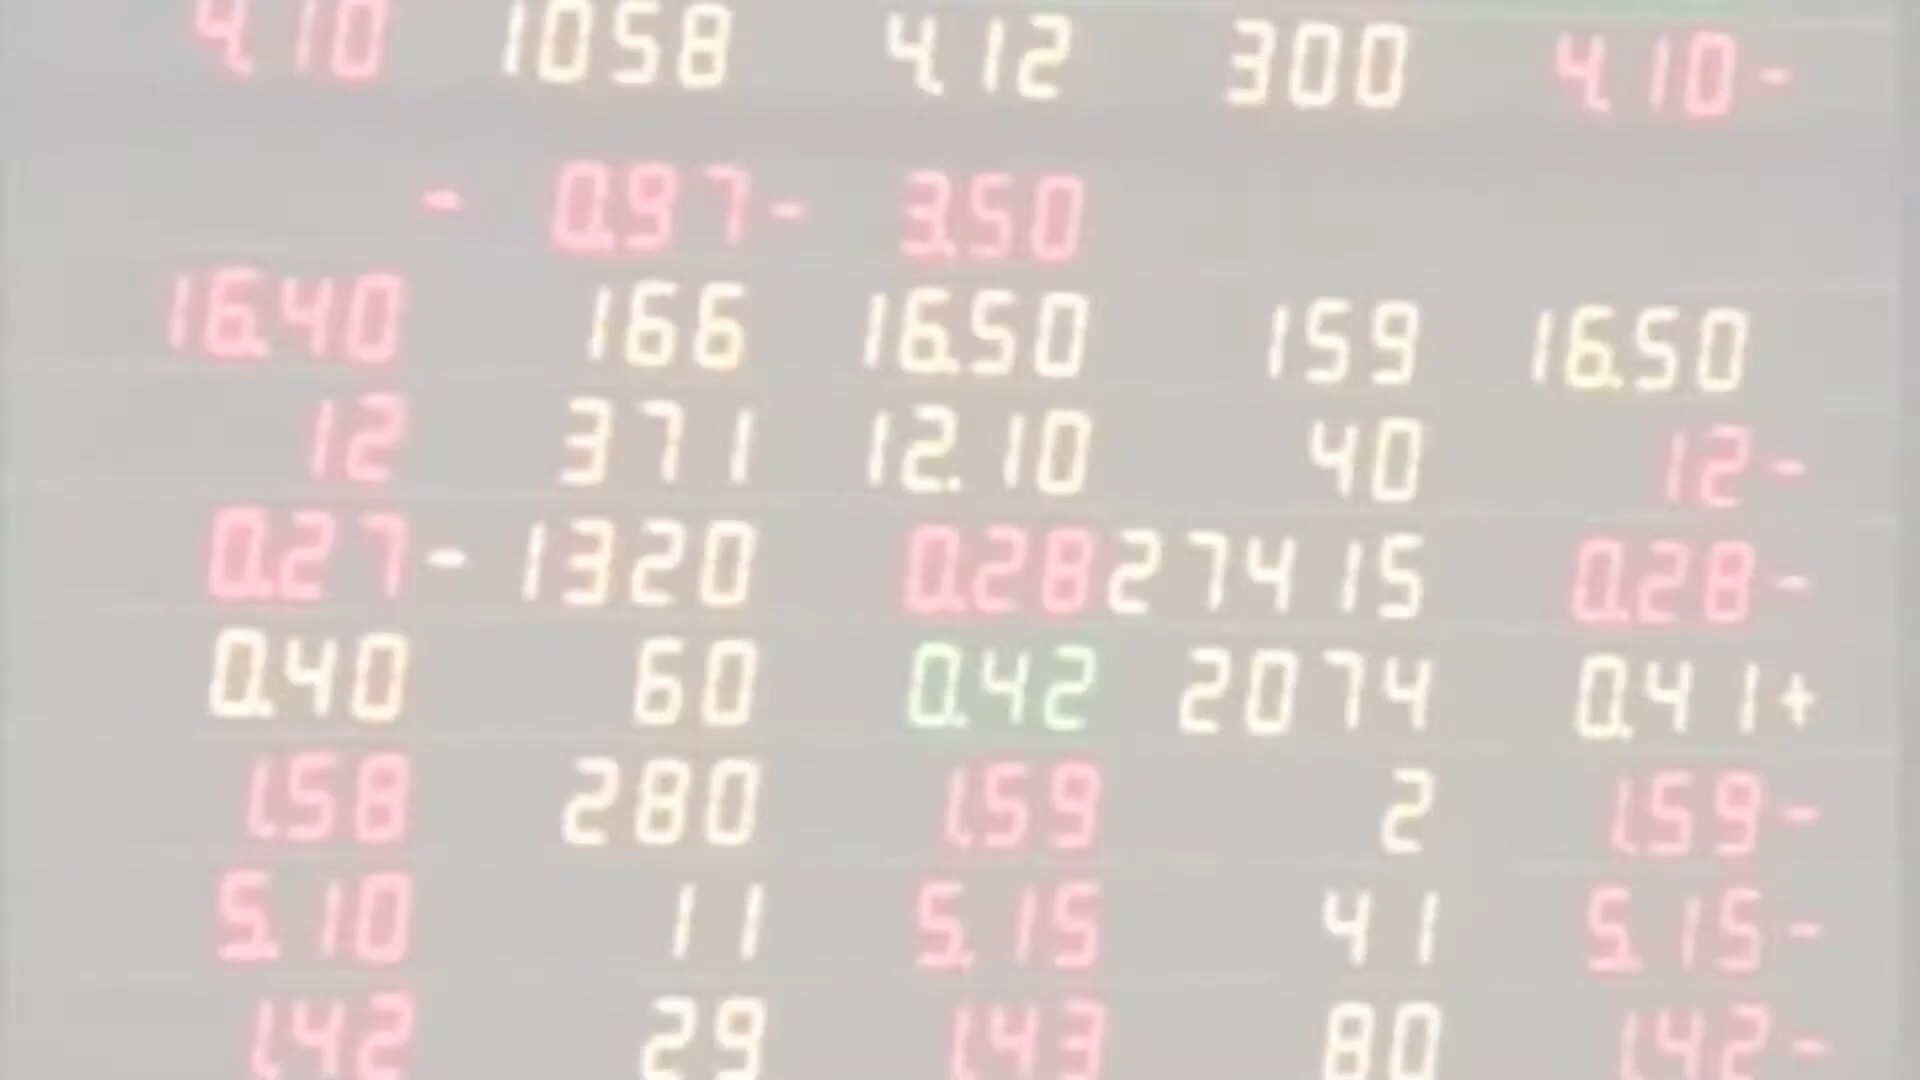 4.10 1058 4.12 300 4.10-
- 0.97- 3.50
16.40 166 16.50 159 16.50
12 371 12.10 40 12-
0.27- 1320 0.28 27415 0.28-
0.40 60 0.42 2074 0.41+
1.58 280 1.59 2 1.59-
5.10 11 5.15 41 5.15-
1.42 29 1.43 80 1.42-